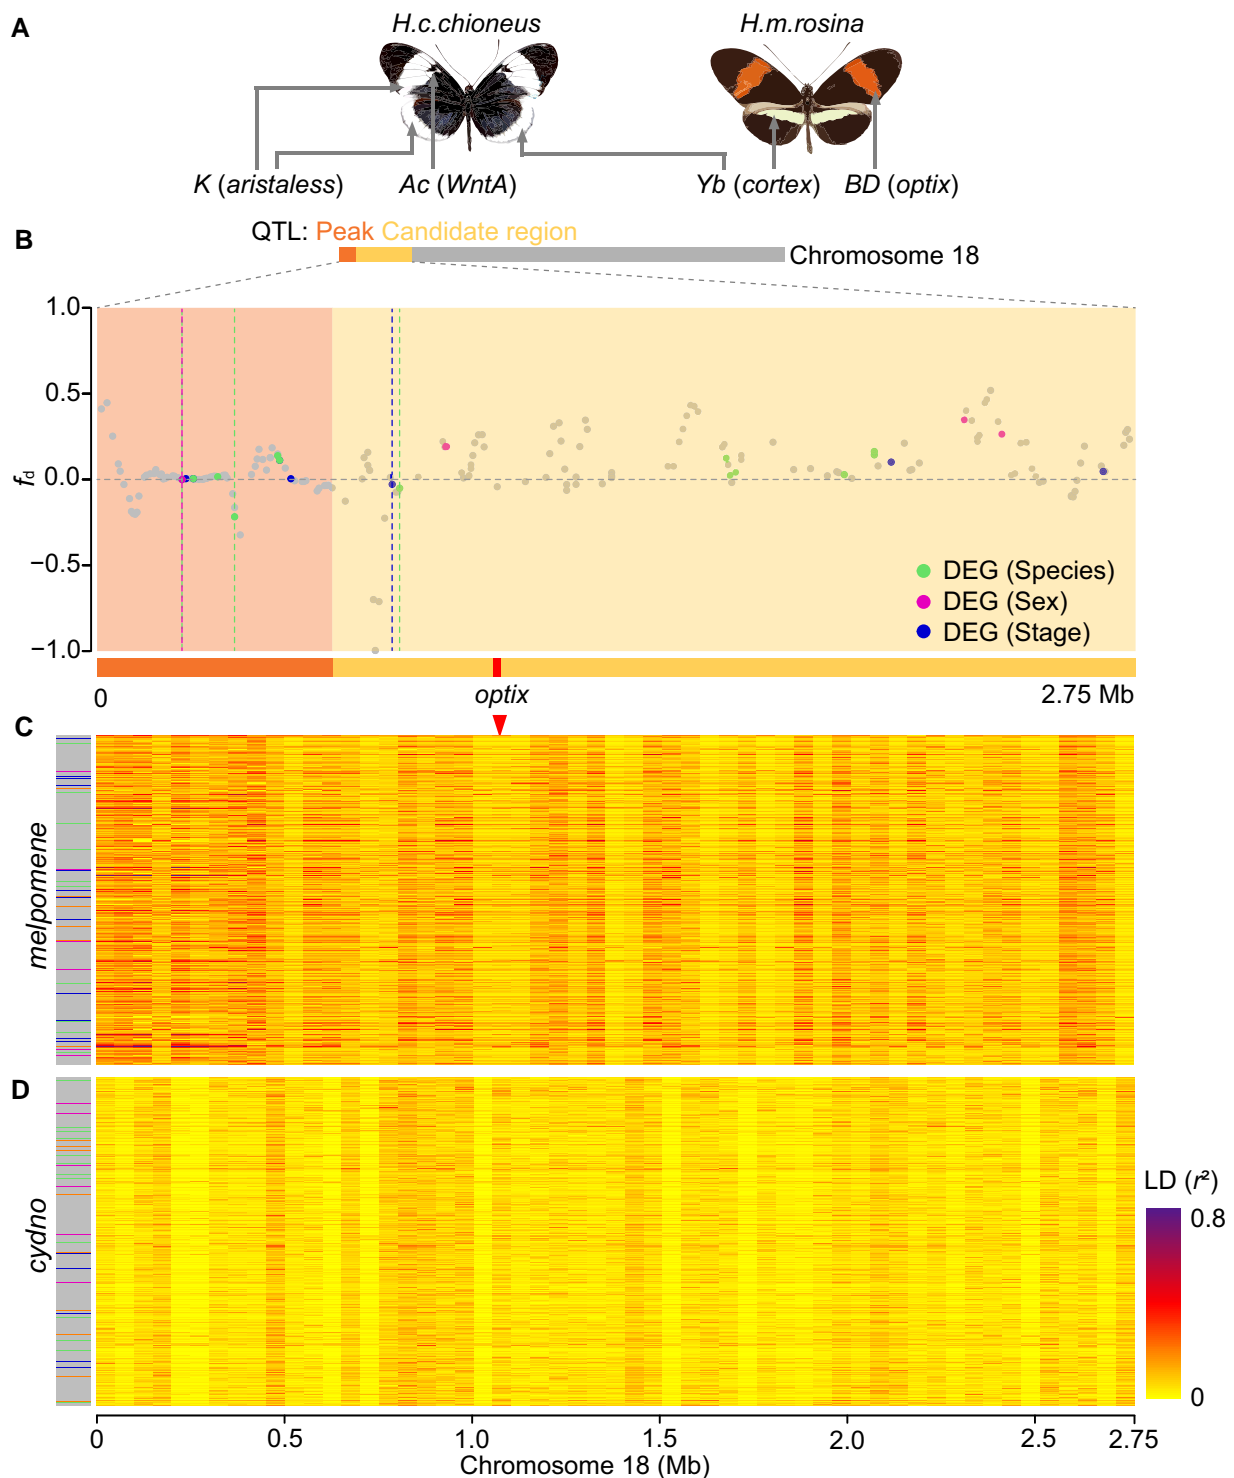 A
H.c.chioneus
H.m.rosina
K (aristaless)
Ac (WntA)
Yb (cortex)
BD (optix)
B
QTL: Peak Candidate region
Chromosome 18
1.0
0.5
0.0
−0.5
−1.0
fd
DEG (Species)
DEG (Sex)
DEG (Stage)
0
optix
2.75 Mb
C
melpomene
D
cydno
LD (r²)
0.8
0
0
0.5
1.0
1.5
2.0
2.5
2.75
Chromosome 18 (Mb)